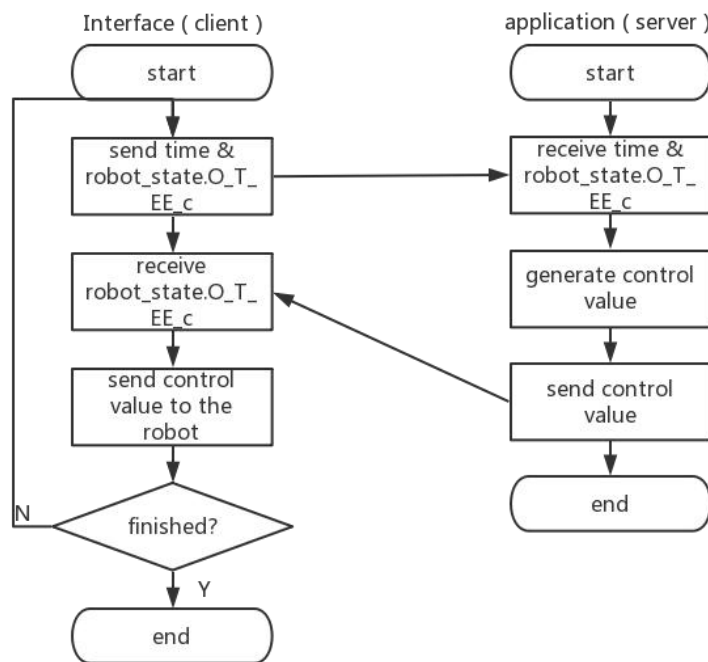 Interface ( client )
start
send time &
robot_state.O_T_
EE_c
receive
robot_state.O_T_
EE_c
send control
value to the
robot
finished?
N
Y
end
application ( server )
start
receive time &
robot_state.O_T_
EE_c
generate control
value
send control
value
end